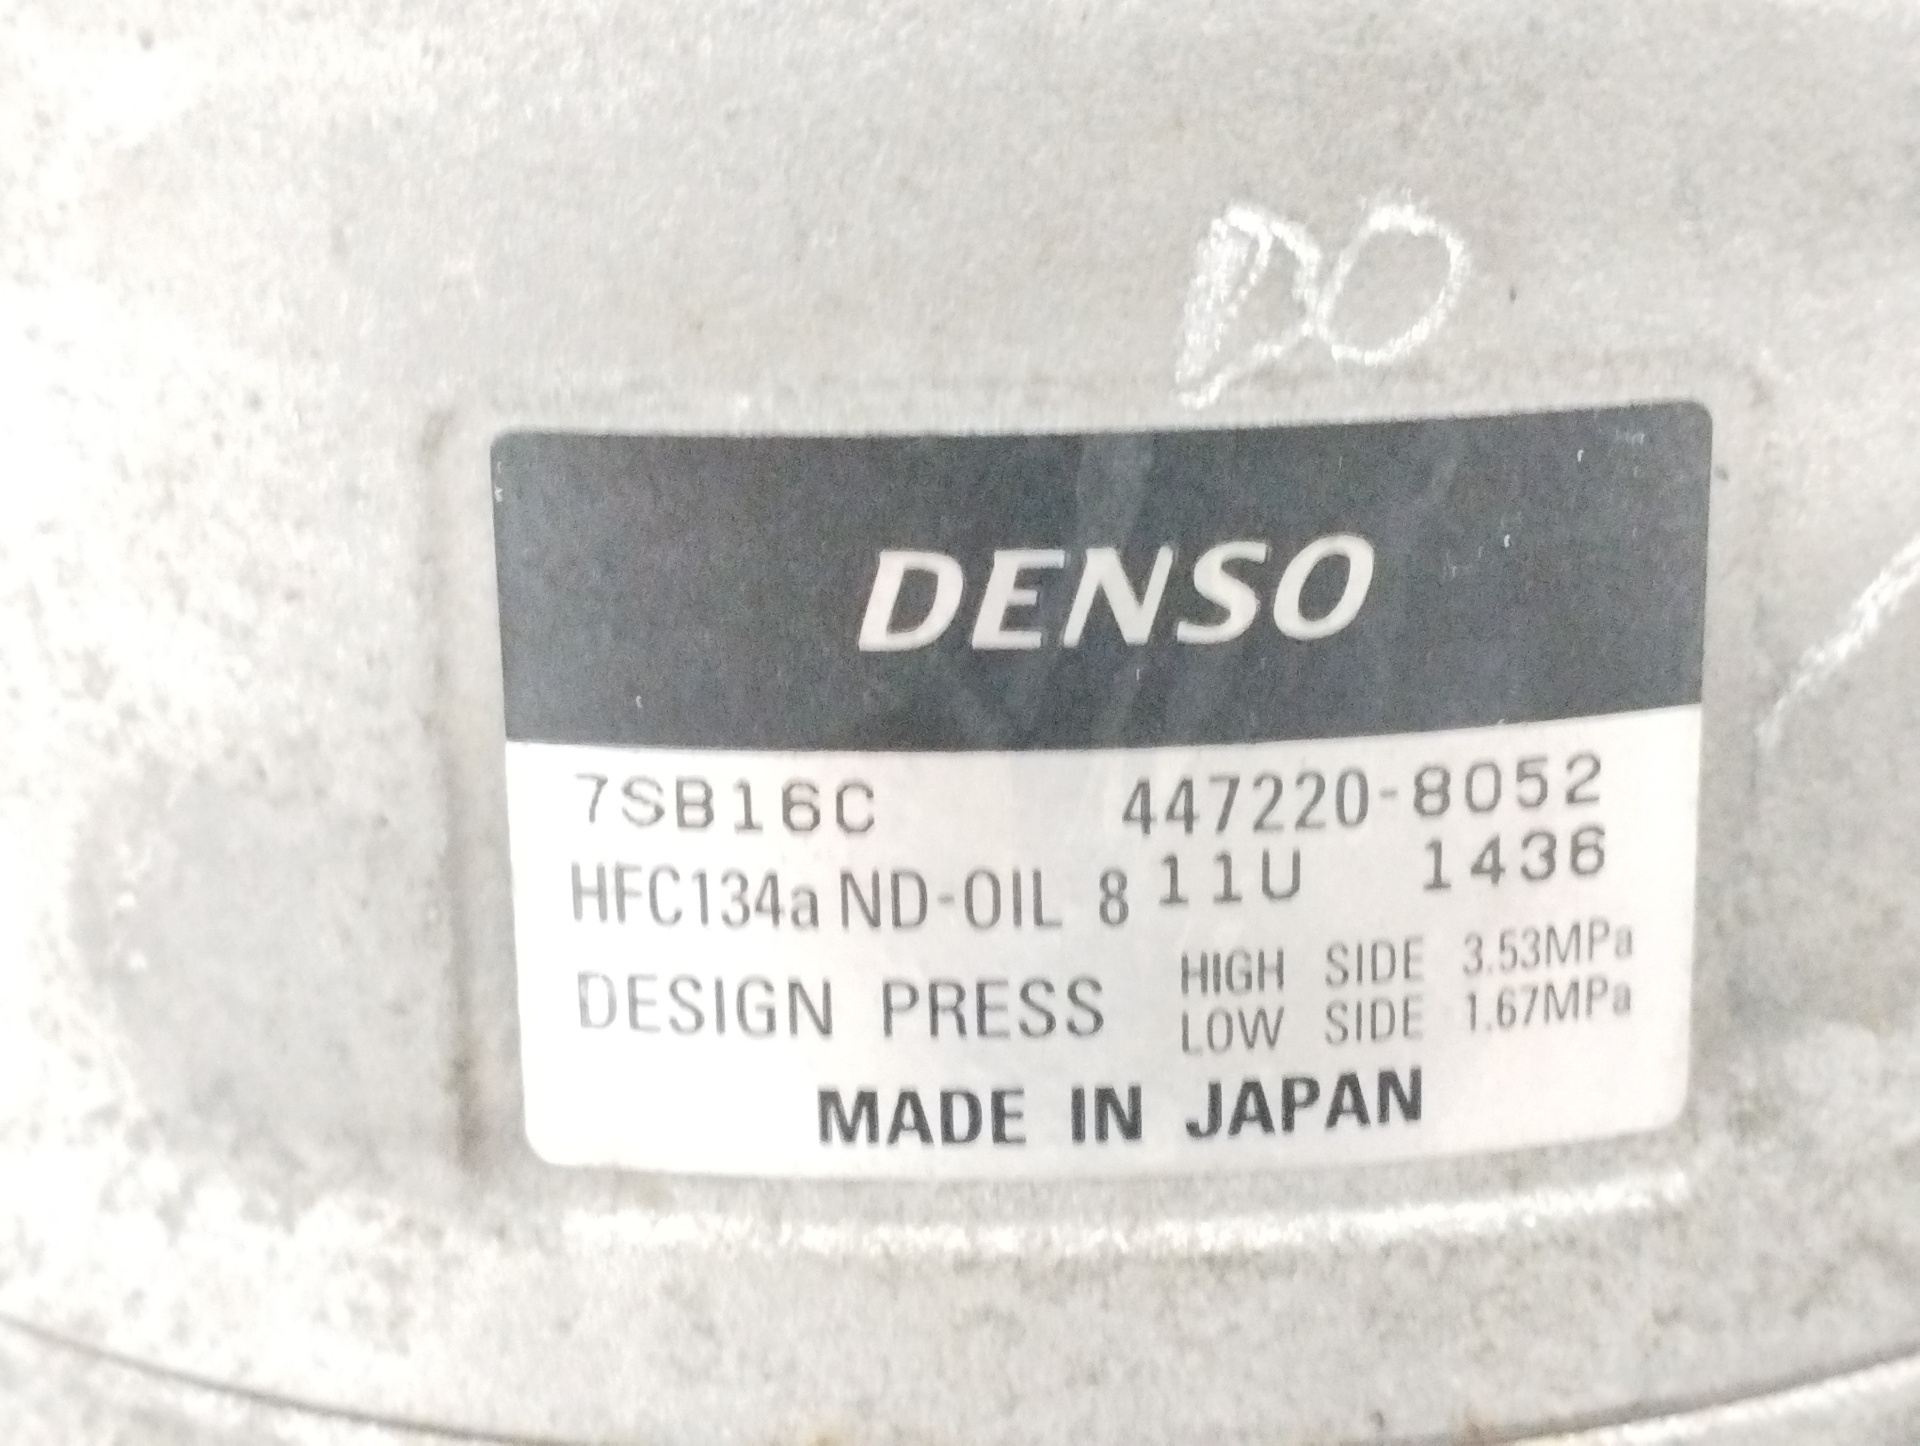 DENSO
7SB16C 447220-8052
HFC134a ND-OIL 8 11U 1436
DESIGN PRESS HIGH SIDE 3.53MPa
LOW SIDE 1.67MPa
MADE IN JAPAN